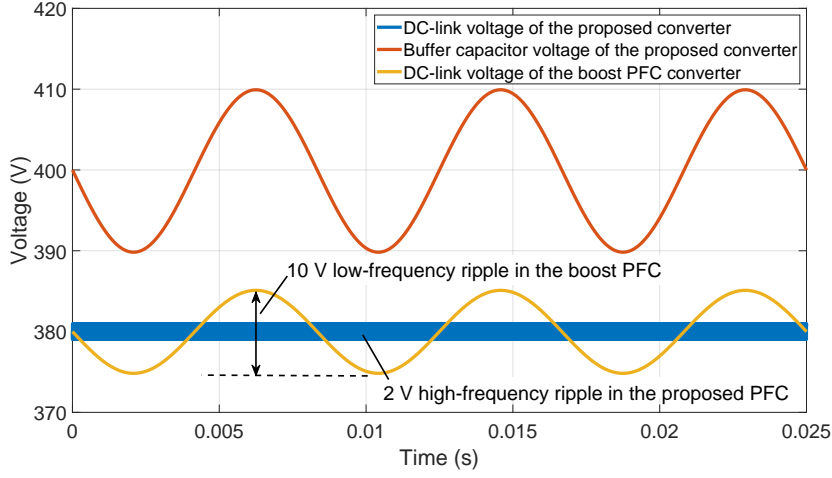 420
DC-link voltage of the proposed converter
Buffer capacitor voltage of the proposed converter
DC-link voltage of the boost PFC converter
410
400
Voltage (V)
390
10 V low-frequency ripple in the boost PFC
380
2 V high-frequency ripple in the proposed PFC
370
0 0.005 0.01 0.015 0.02 0.025
Time (s)